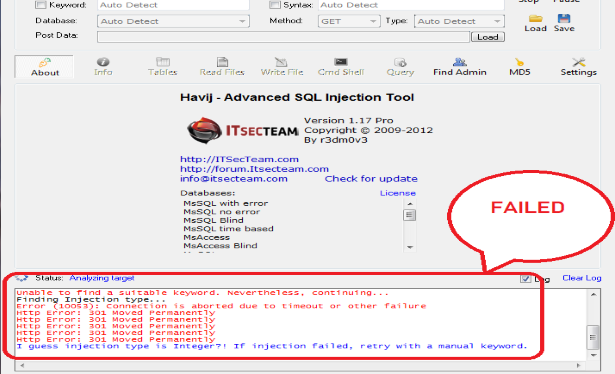 Stop Pause
Keyword: Auto Detect Syntax: Auto Detect
Database: Auto Detect Method: GET Type: Auto Detect
Load Save
Post Data: Load
About Info Tables Read Files Write File Cmd Shell Query Find Admin MD5 Settings
Havij - Advanced SQL Injection Tool
ITSECTEAM
Version 1.17 Pro
Copyright © 2009-2012
By r3dm0v3
http://ITSecTeam.com
http://forum.itsecteam.com
info@itsecteam.com Check for update
Databases: License
MsSQL with error
MsSQL no error
MsSQL Blind
MsSQL time based
MsAccess
MsAccess Blind
FAILED
Status: Analyzing target Log Clear Log
Unable to find a suitable keyword. Nevertheless, continuing...
Finding Injection type...
Error (10053): Connection is aborted due to timeout or other failure
Http Error: 301 Moved Permanently
Http Error: 301 Moved Permanently
Http Error: 301 Moved Permanently
Http Error: 301 Moved Permanently
I guess injection type is Integer?! If injection failed, retry with a manual keyword.